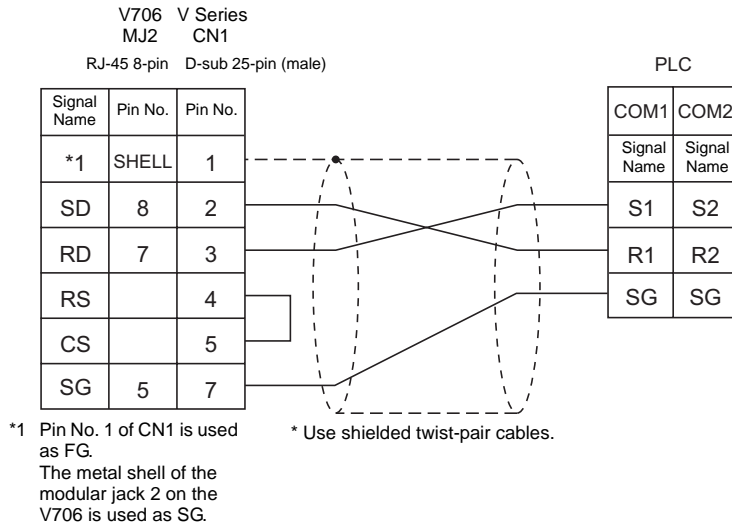 V706 V Series
MJ2 CN1
RJ-45 8-pin D-sub 25-pin (male)
PLC
Signal Name Pin No. Pin No.
COM1 COM2
*1 SHELL 1
Signal Name Signal Name
SD 8 2
S1 S2
RD 7 3
R1 R2
RS 4
SG SG
CS 5
SG 5 7
*1 Pin No. 1 of CN1 is used
as FG.
The metal shell of the
modular jack 2 on the
V706 is used as SG.
* Use shielded twist-pair cables.